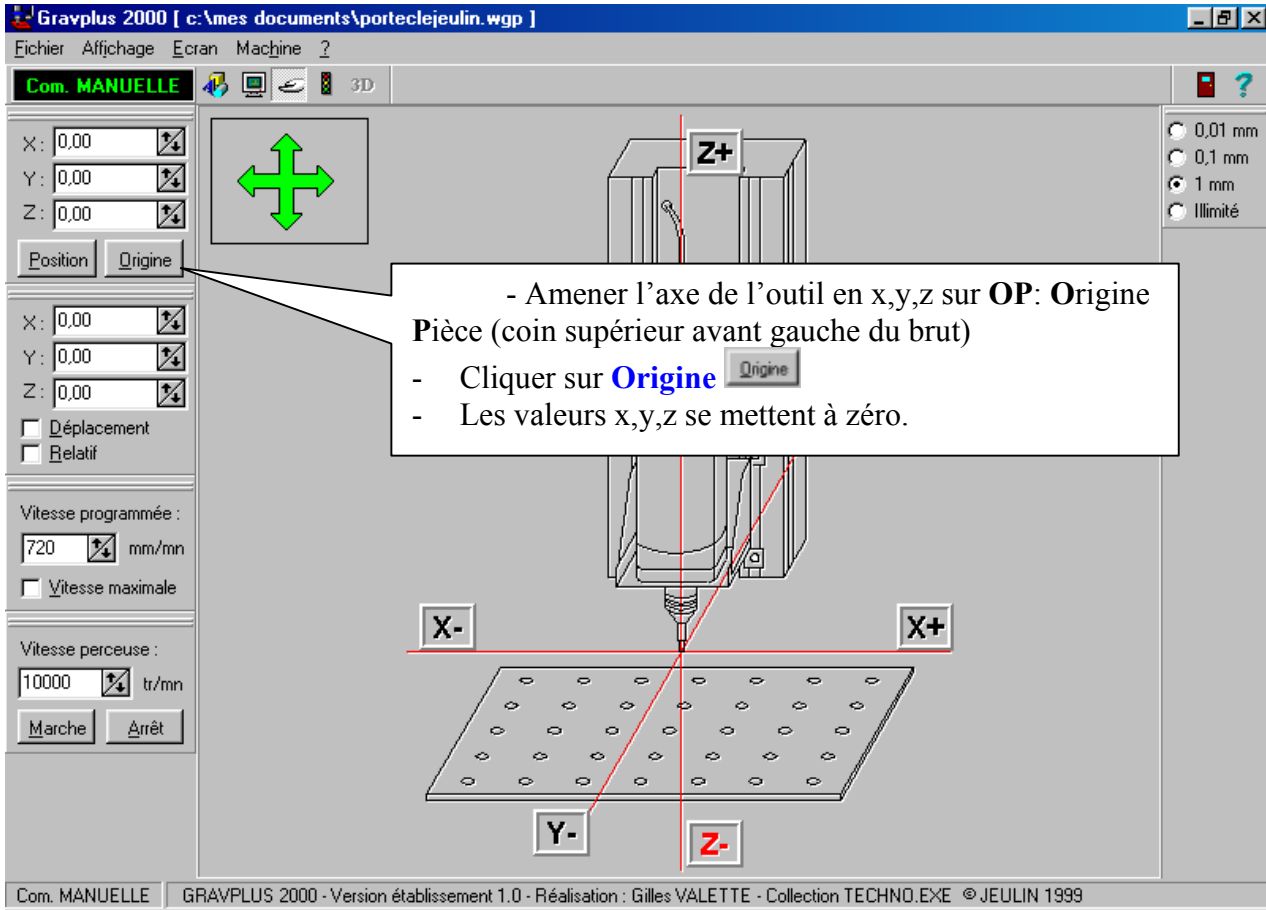 Gravplus 2000 [ c:\mes documents\porteclejeulin.wgp ]
Fichier Affichage Ecran Machine ?
Com. MANUELLE 3D ?
X : 0,00
Y : 0,00
Z : 0,00
Position Origine
X : 0,00
Y : 0,00
Z : 0,00
Déplacement
Relatif
Vitesse programmée :
720 mm/mn
Vitesse maximale
Vitesse perceuse :
10000 tr/mn
Marche Arrêt
Z+
- Amener l’axe de l’outil en x,y,z sur OP: Origine
Pièce (coin supérieur avant gauche du brut)
- Cliquer sur Origine Origine
- Les valeurs x,y,z se mettent à zéro.
X-
X+
Y-
Z-
0,01 mm
0,1 mm
1 mm
Illimité
Com. MANUELLE GRAVPLUS 2000 - Version établissement 1.0 - Réalisation : Gilles VALETTE - Collection TECHNO.EXE © JEULIN 1999